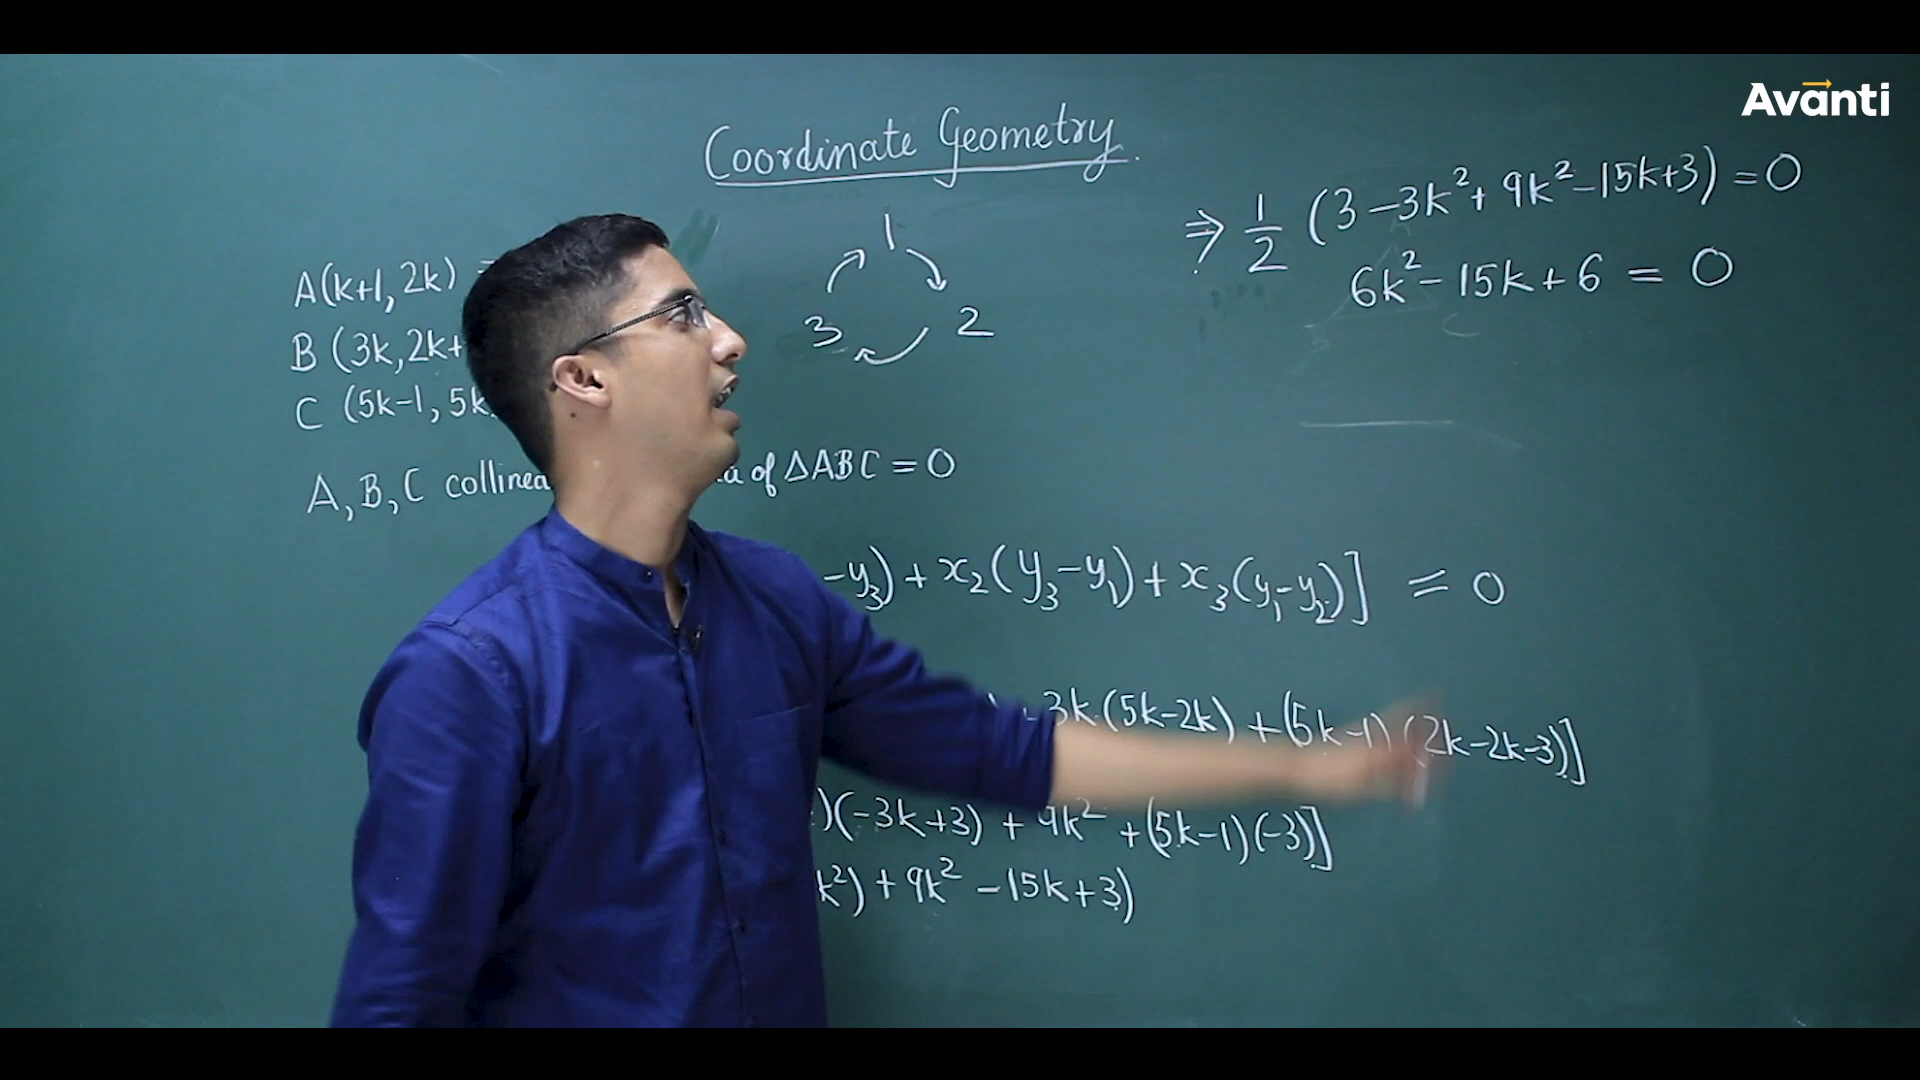 Avanti
Coordinate Geometry
A(k+1, 2k)
B (3k, 2k+
C (5k-1, 5k
1
2
3
A, B, C collinea of ΔABC = 0
-y₃) + x₂(y₃-y₁) + x₃(y₁-y₂)] = 0
3k(5k-2k) + (5k-1)(2k-2k-3)]
)(-3k+3) + 9k² + (5k-1)(-3)]
k²) + 9k² - 15k + 3)
⇒ 1/2 (3-3k²+9k²-15k+3) = 0
6k² - 15k + 6 = 0